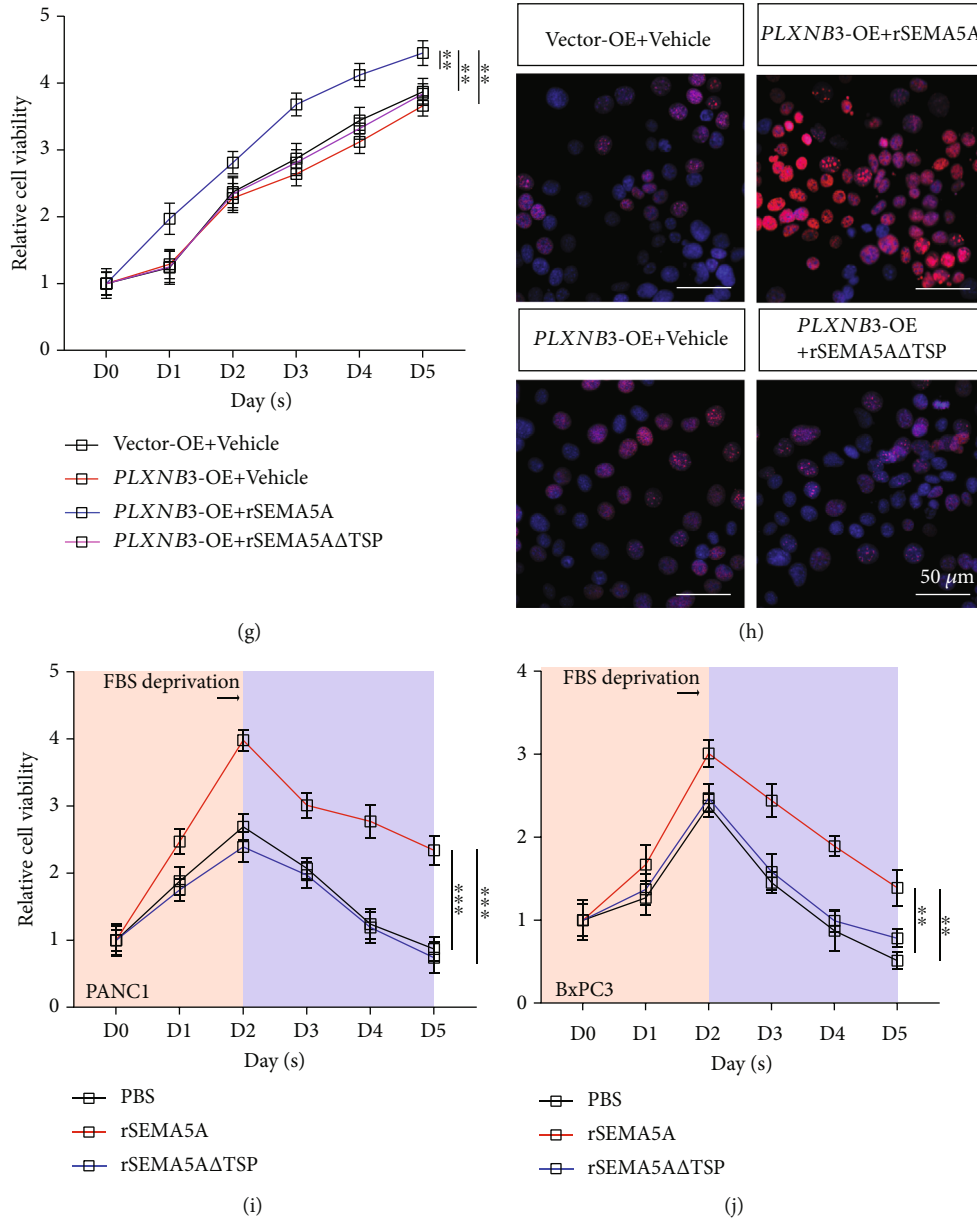 5
4
3
2
1
0
Relative cell viability
D0 D1 D2 D3 D4 D5
Day (s)
**
**
**
Vector-OE+Vehicle
PLXNB3-OE+Vehicle
PLXNB3-OE+rSEMA5A
PLXNB3-OE+rSEMA5AΔTSP
(g)
Vector-OE+Vehicle
PLXNB3-OE+rSEMA5A
PLXNB3-OE+Vehicle
PLXNB3-OE
+rSEMA5AΔTSP
50 μm
(h)
5
4
3
2
1
0
Relative cell viability
FBS deprivation
PANC1
D0 D1 D2 D3 D4 D5
Day (s)
***
***
PBS
rSEMA5A
rSEMA5AΔTSP
(i)
4
3
2
1
0
FBS deprivation
BxPC3
D0 D1 D2 D3 D4 D5
Day (s)
**
**
PBS
rSEMA5A
rSEMA5AΔTSP
(j)